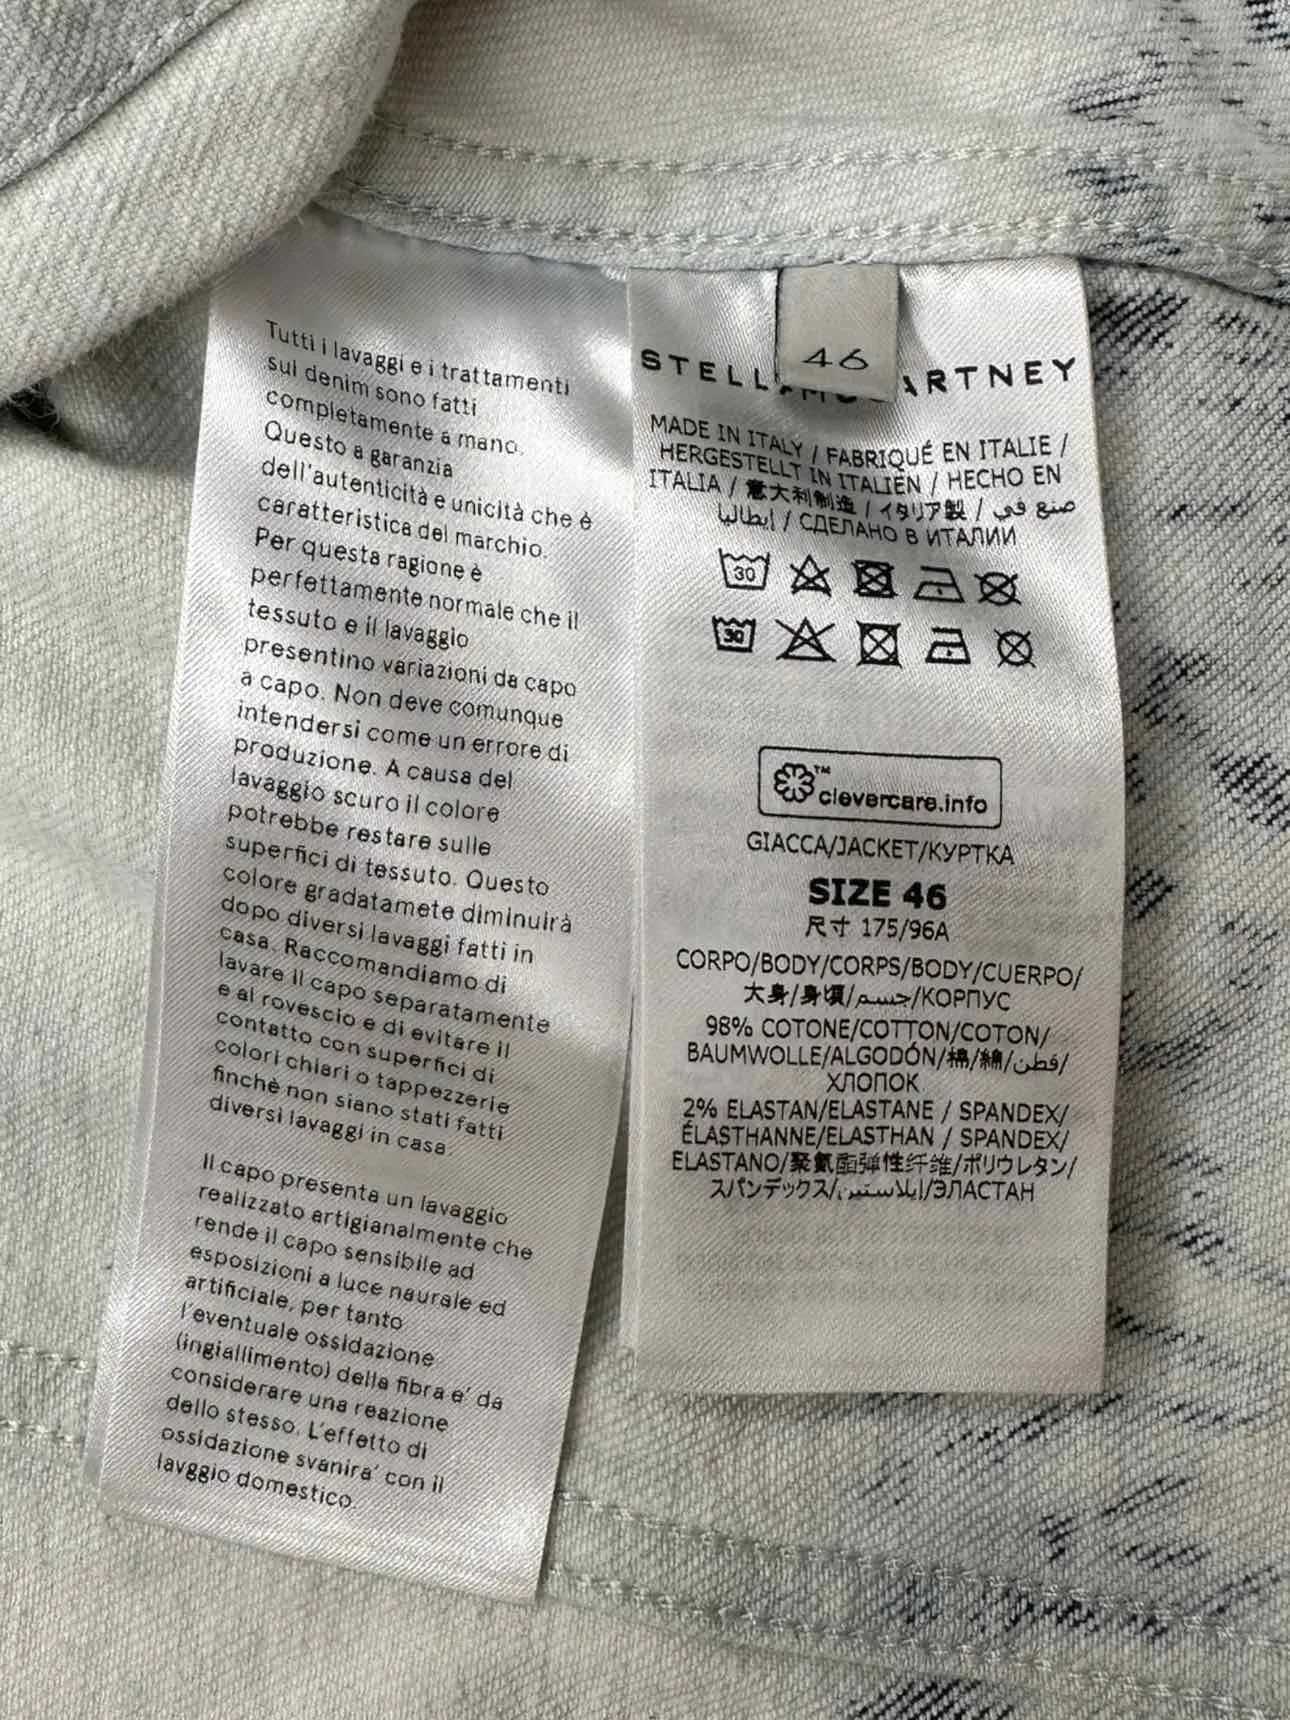 Tutti i lavaggi e i trattamenti
sul denim sono fatti
completamente a mano.
Questo a garanzia
dell'autenticità e unicità che è
caratteristica del marchio.
Per questa ragione è
perfettamente normale che il
tessuto e il lavaggio
presentino variazioni da capo
a capo. Non deve comunque
intendersi come un errore di
produzione. A causa del
lavaggio scuro il colore
potrebbe restare sulle
superfici di tessuto. Questo
colore gradatamete diminuirà
dopo diversi lavaggi fatti in
casa. Raccomandiamo di
lavare il capo separatamente
e al rovescio e di evitare il
contatto con superfici di
colori chiari o tappezzerie
finchè non siano stati fatti
diversi lavaggi in casa.
Il capo presenta un lavaggio
realizzato artigianalmente che
rende il capo sensibile ad
esposizioni a luce naurale ed
artificiale, per tanto
l'eventuale ossidazione
(ingiallimento) della fibra e' da
considerare una reazione
dello stesso. L'effetto di
ossidazione svanira' con il
lavggio domestico.
46
STELLA McCARTNEY
MADE IN ITALY / FABRIQUÉ EN ITALIE /
HERGESTELLT IN ITALIEN / HECHO EN
ITALIA / 意大利制造 / イタリア製 / صنع في
إيطاليا / СДЕЛАНО В ИТАЛИИ
30
30
clevercare.info™
GIACCA/JACKET/КУРТКА
SIZE 46
尺寸 175/96A
CORPO/BODY/CORPS/BODY/CUERPO/
大身/身頃/جسم/КОРПУС
98% COTONE/COTTON/COTON/
BAUMWOLLE/ALGODÓN/棉/綿/قطن/
ХЛОПОК
2% ELASTAN/ELASTANE / SPANDEX/
ÉLASTHANNE/ELASTHAN / SPANDEX/
ELASTANO/聚氨酯弹性纤维/ポリウレタン/
スパンデックス/إيلاستين/ЭЛАСТАН